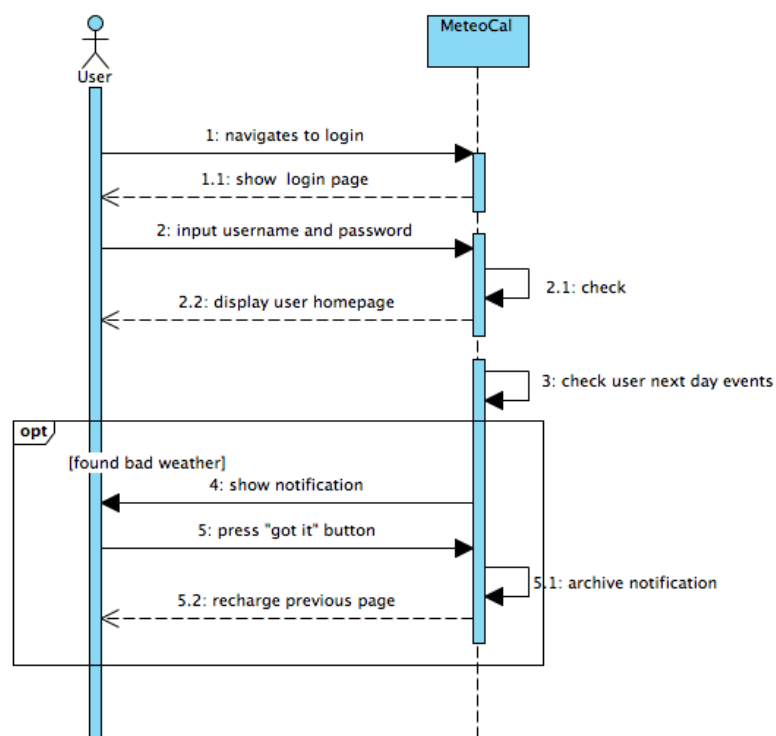 MeteoCal
User
1: navigates to login
1.1: show login page
2: input username and password
2.1: check
2.2: display user homepage
3: check user next day events
opt
[found bad weather]
4: show notification
5: press "got it" button
5.1: archive notification
5.2: recharge previous page